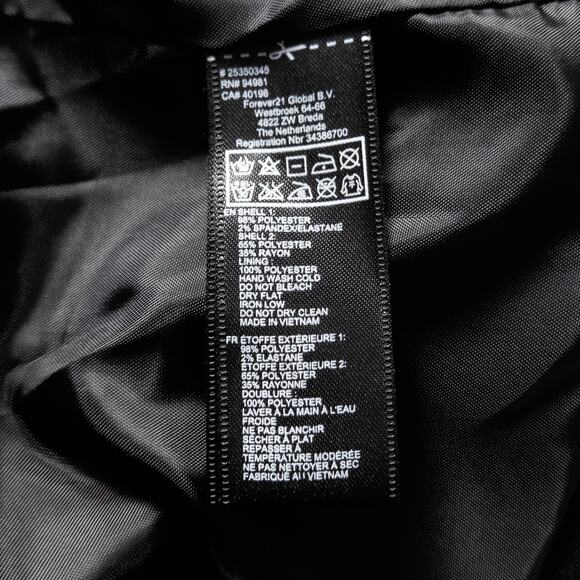 # 25350345
RN# 94981
CA# 40198
Forever21 Global B.V.
Westbroek 64-66
4822 ZW Breda
The Netherlands
Registration Nbr 34386700
EN SHELL 1:
98% POLYESTER
2% SPANDEX/ELASTANE
SHELL 2:
65% POLYESTER
35% RAYON
LINING :
100% POLYESTER
HAND WASH COLD
DO NOT BLEACH
DRY FLAT
IRON LOW
DO NOT DRY CLEAN
MADE IN VIETNAM
FR ÉTOFFE EXTÉRIEURE 1:
98% POLYESTER
2% ELASTANE
ÉTOFFE EXTÉRIEURE 2:
65% POLYESTER
35% RAYONNE
DOUBLURE :
100% POLYESTER
LAVER À LA MAIN À L'EAU
FROIDE
NE PAS BLANCHIR
SÉCHER À PLAT
REPASSER À
TEMPÉRATURE MODÉRÉE
NE PAS NETTOYER À SEC
FABRIQUÉ AU VIETNAM